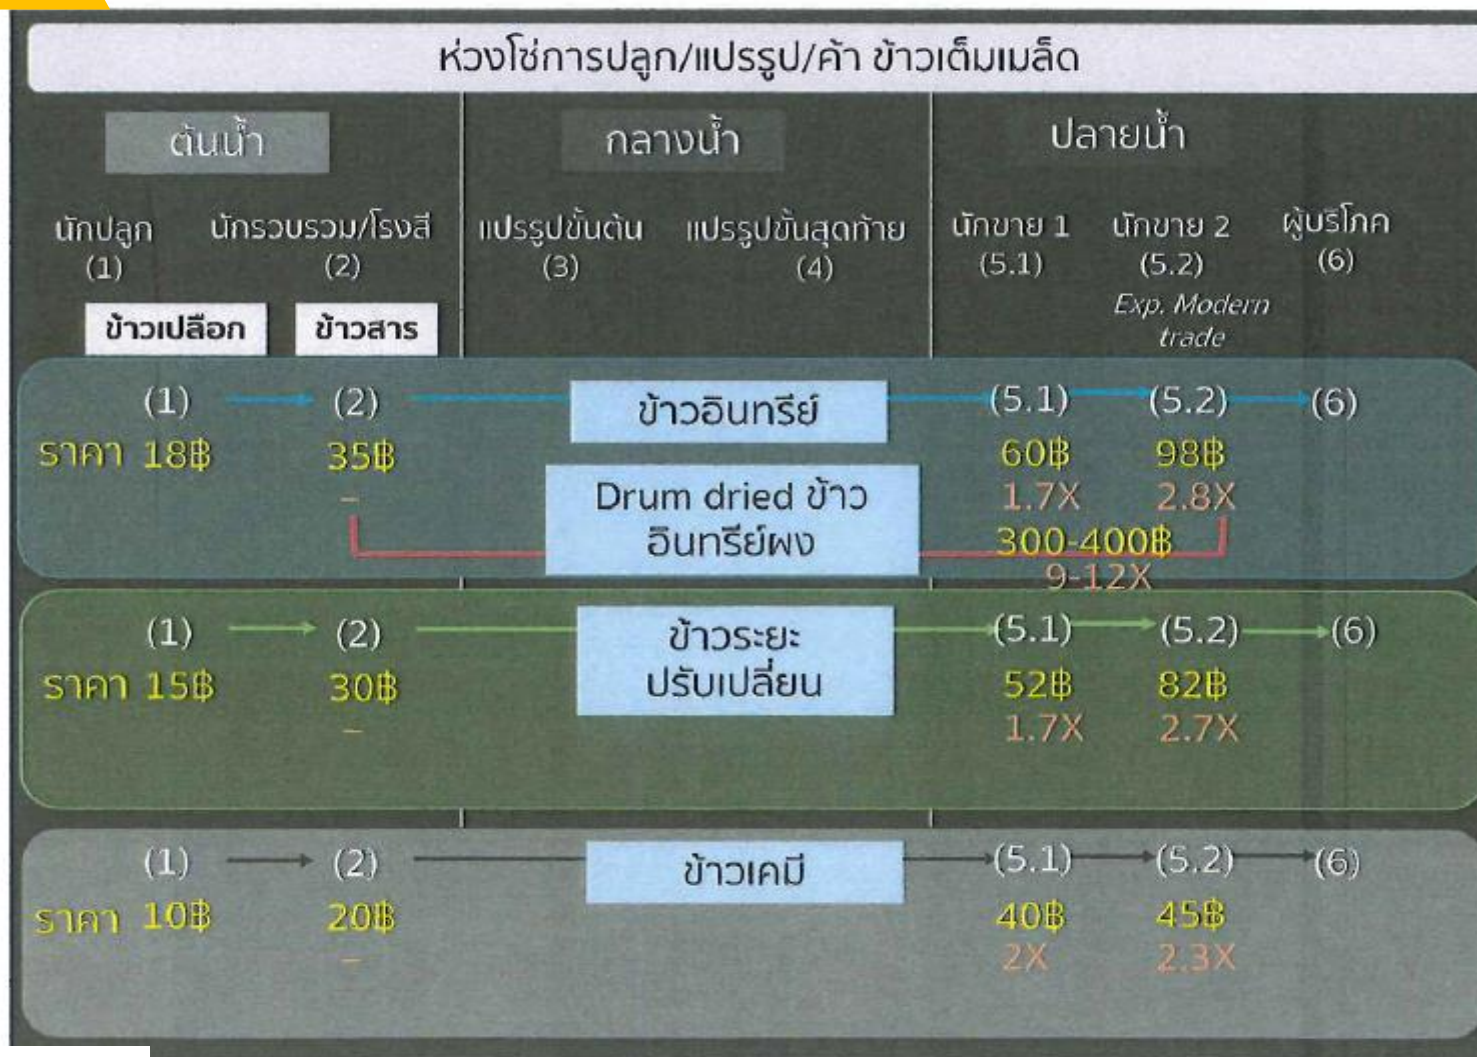 ห่วงโซ่การปลูก/แปรรูป/ค้า ข้าวเต็มเมล็ด
ต้นน้ำ กลางน้ำ ปลายน้ำ
นักปลูก นักรวบรวม/โรงสี แปรรูปขั้นต้น แปรรูปขั้นสุดท้าย นักขาย 1 นักขาย 2 ผู้บริโภค
(1) (2) (3) (4) (5.1) (5.2) (6)
Exp. Modern
trade
ข้าวเปลือก ข้าวสาร
(1) (2) ข้าวอินทรีย์ (5.1) (5.2) (6)
ราคา 18฿ 35฿ 60฿ 98฿
– 1.7X 2.8X
Drum dried ข้าว
อินทรีย์ผง 300-400฿
9-12X
(1) (2) ข้าวระยะ (5.1) (5.2) (6)
ปรับเปลี่ยน
ราคา 15฿ 30฿ 52฿ 82฿
– 1.7X 2.7X
(1) (2) ข้าวเคมี (5.1) (5.2) (6)
ราคา 10฿ 20฿ 40฿ 45฿
– 2X 2.3X